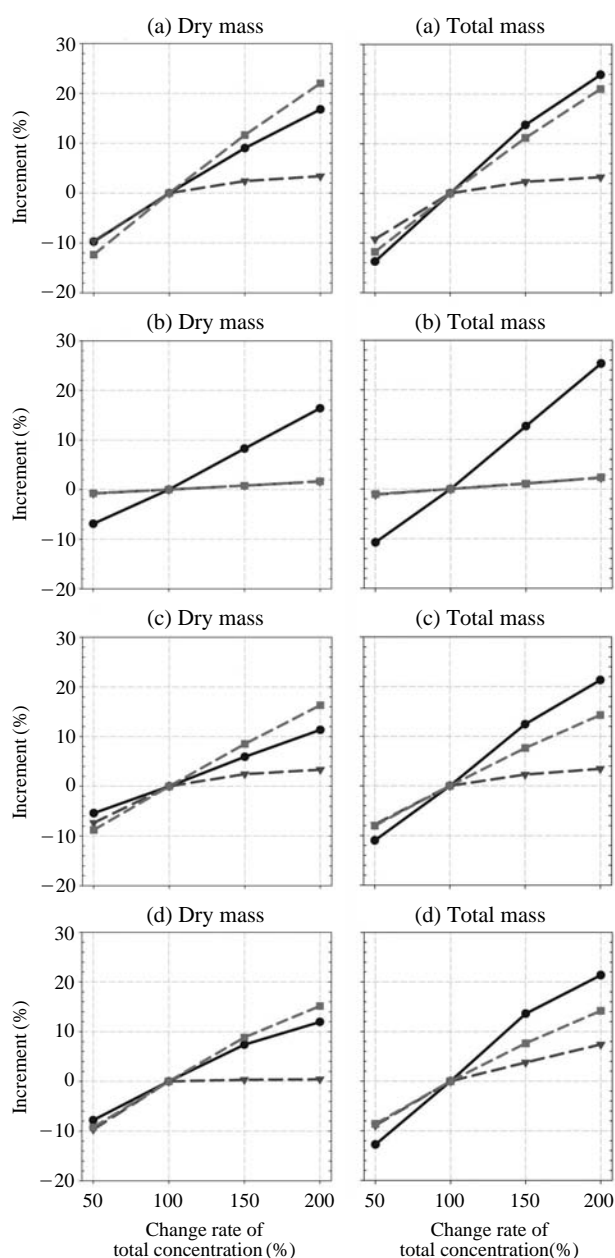 (a) Dry mass
(a) Total mass
30
20
10
0
−10
−20
Increment (%)
(b) Dry mass
(b) Total mass
30
20
10
0
−10
−20
Increment (%)
(c) Dry mass
(c) Total mass
30
20
10
0
−10
−20
Increment (%)
(d) Dry mass
(d) Total mass
30
20
10
0
−10
−20
Increment (%)
50 100 150 200
50 100 150 200
Change rate of
total concentration (%)
Change rate of
total concentration(%)